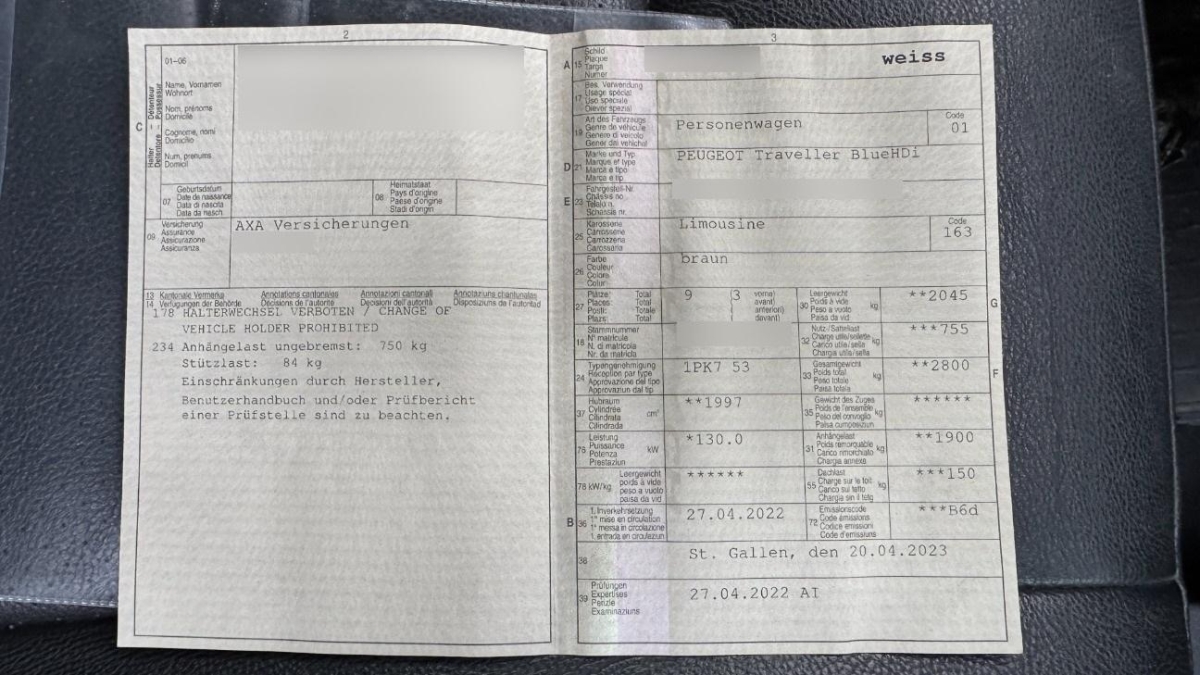 2
01-06
Détenteur - Possessur
Halter - Detentore
C
Name, Vornamen
Wohnort
Nom, prénoms
Domicile
Cognome, nomi
Domicilio
Num, prenums
Domicil
07
Geburtsdatum
Date de naissance
Data di nascita
Data da nasch.
08
Heimatstaat
Pays d'origine
Paese d'origine
Stadi d'origin
09
Versicherung
Assurance
Assicurazione
Assicuranza
AXA Versicherungen
13 Kantonale Vermerke Annotations cantonales Annotazioni cantonali Annotaziuns chantunalas
14 Verfügungen der Behörde Décisions de l'autorité Decisioni dell'autorità Disposiziuns de l'autoritad
178 HALTERWECHSEL VERBOTEN / CHANGE OF
VEHICLE HOLDER PROHIBITED
234 Anhängelast ungebremst: 750 kg
Stützlast: 84 kg
Einschränkungen durch Hersteller,
Benutzerhandbuch und/oder Prüfbericht
einer Prüfstelle sind zu beachten.
3
A
15
Schild
Plaque
Targa
Numer
weiss
17
Bes. Verwendung
Usage spécial
Uso speciale
Diever spezial
19
Art des Fahrzeugs
Genre de véhicule
Genere di veicolo
Gener dal vehichel
Personenwagen
Code
01
D
21
Marke und Typ
Marque et type
Marca e tipo
Marca e tip
PEUGEOT Traveller BlueHDi
E
23
Fahrgestell-Nr.
Châssis no
Telaio n.
Schassis nr.
25
Karosserie
Carrosserie
Carrozzeria
Carossaria
Limousine
Code
163
26
Farbe
Couleur
Colore
Colur
braun
27
Plätze: Total
Places: Total
Posti: Totale
Plazs: Total
9 (3 vorne)
( avant)
( anteriori)
( davant)
30
Leergewicht
Poids à vide
Peso a vuoto
Paisa da vid
kg
**2045
G
18
Stammnummer
N° matricule
N. di matricola
Nr. da matricla
32
Nutz-/Sattellast
Charge utile/sellette
Carico utile/sella
Chargia utila/sella
kg
***755
24
Typengenehmigung
Réception par type
Approvazione del tipo
Approvaziun dal tip
1PK7 53
33
Gesamtgewicht
Poids total
Peso totale
Paisa totala
kg
**2800
F
37
Hubraum
Cylindrée
Cilindrata
Cilindrada
cm³
**1997
35
Gewicht des Zuges
Poids de l'ensemble
Peso del convoglio
Paisa cumposiziun
kg
******
76
Leistung
Puissance
Potenza
Prestaziun
kW
*130.0
31
Anhängelast
Poids remorquable
Carico rimorchiato
Chargia annexa
kg
**1900
78 kW/kg
Leergewicht
poids à vide
peso a vuoto
paisa da vid
******
55
Dachlast
Charge sur le toit
Carico sul tetto
Chargia sin il tetg
kg
***150
B
36
1. Inverkehrsetzung
1re mise en circulation
1a messa in circolazione
1. entrada en circulaziun
27.04.2022
72
Emissionscode
Code émissions
Codice emissioni
Code d'emissiuns
***B6d
38
St. Gallen, den 20.04.2023
39
Prüfungen
Expertises
Perizie
Examinaziuns
27.04.2022 AI